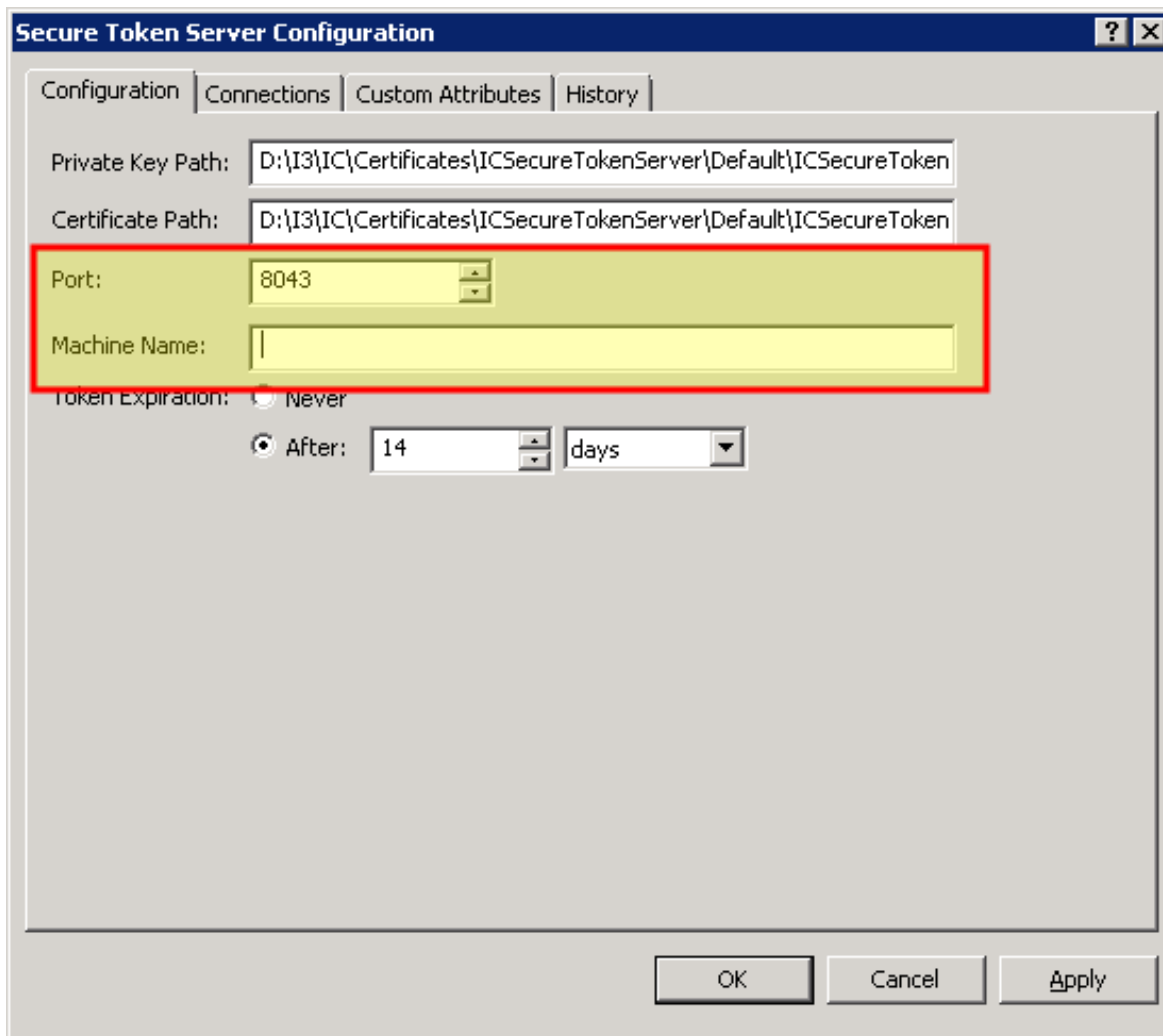 Secure Token Server Configuration
Configuration Connections Custom Attributes History
Private Key Path: D:\I3\IC\Certificates\ICSecureTokenServer\Default\ICSecureToken
Certificate Path: D:\I3\IC\Certificates\ICSecureTokenServer\Default\ICSecureToken
Port: 8043
Machine Name:
Token Expiration: Never
After: 14 days
OK Cancel Apply